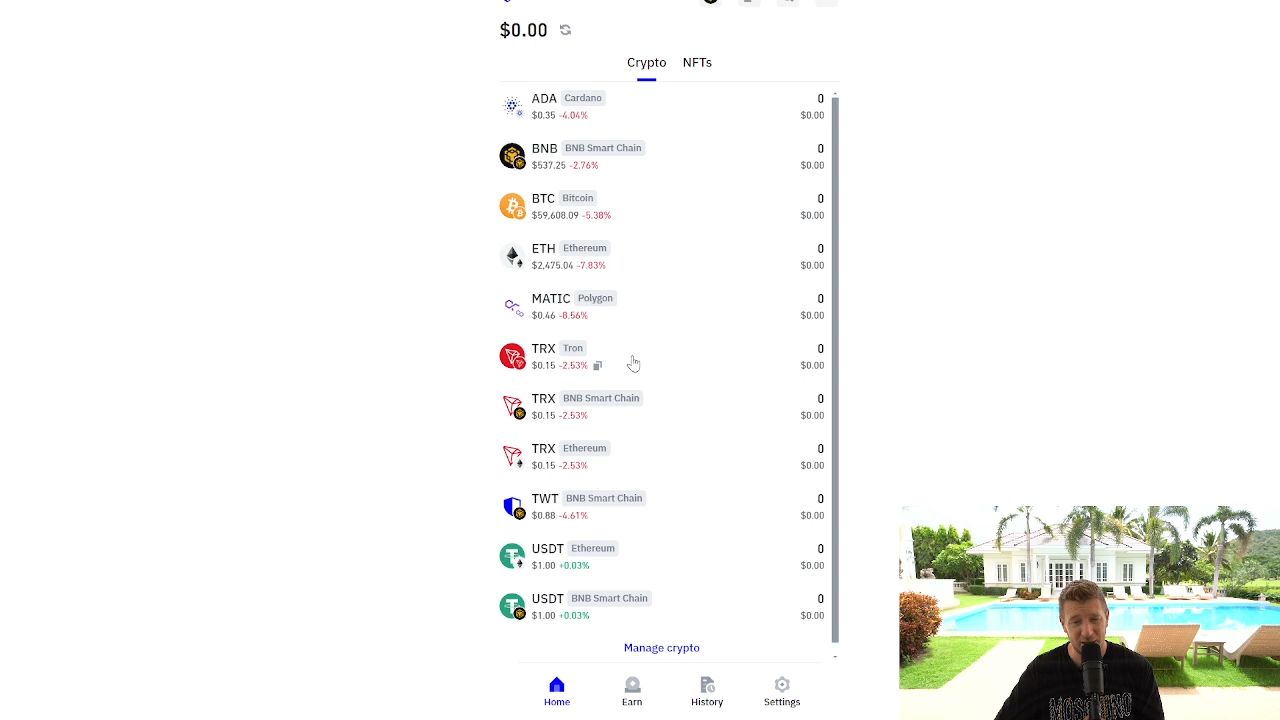 $0.00
Crypto NFTs
ADA Cardano 0
$0.35 -4.04% $0.00
BNB BNB Smart Chain 0
$537.25 -2.76% $0.00
BTC Bitcoin 0
$59,608.09 -5.38% $0.00
ETH Ethereum 0
$2,475.04 -7.83% $0.00
MATIC Polygon 0
$0.46 -8.56% $0.00
TRX Tron 0
$0.15 -2.53% $0.00
TRX BNB Smart Chain 0
$0.15 -2.53% $0.00
TRX Ethereum 0
$0.15 -2.53% $0.00
TWT BNB Smart Chain 0
$0.88 -4.61% $0.00
USDT Ethereum 0
$1.00 +0.03% $0.00
USDT BNB Smart Chain 0
$1.00 +0.03% $0.00
Manage crypto
Home Earn History Settings